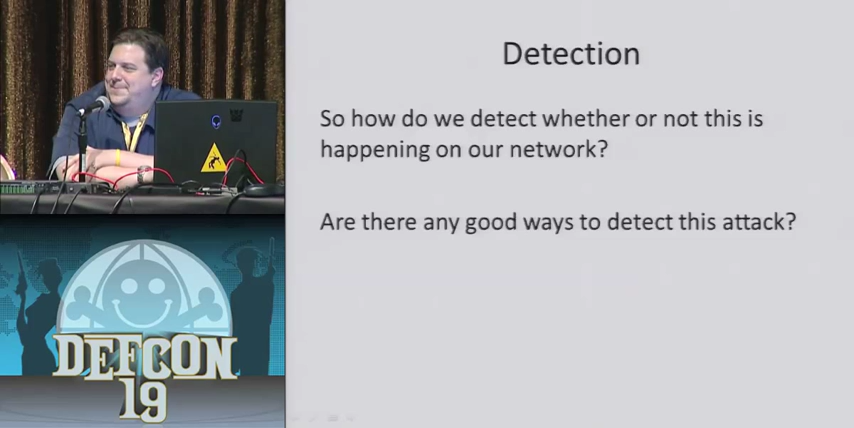 Detection
So how do we detect whether or not this is
happening on our network?
Are there any good ways to detect this attack?
DEFCON
19